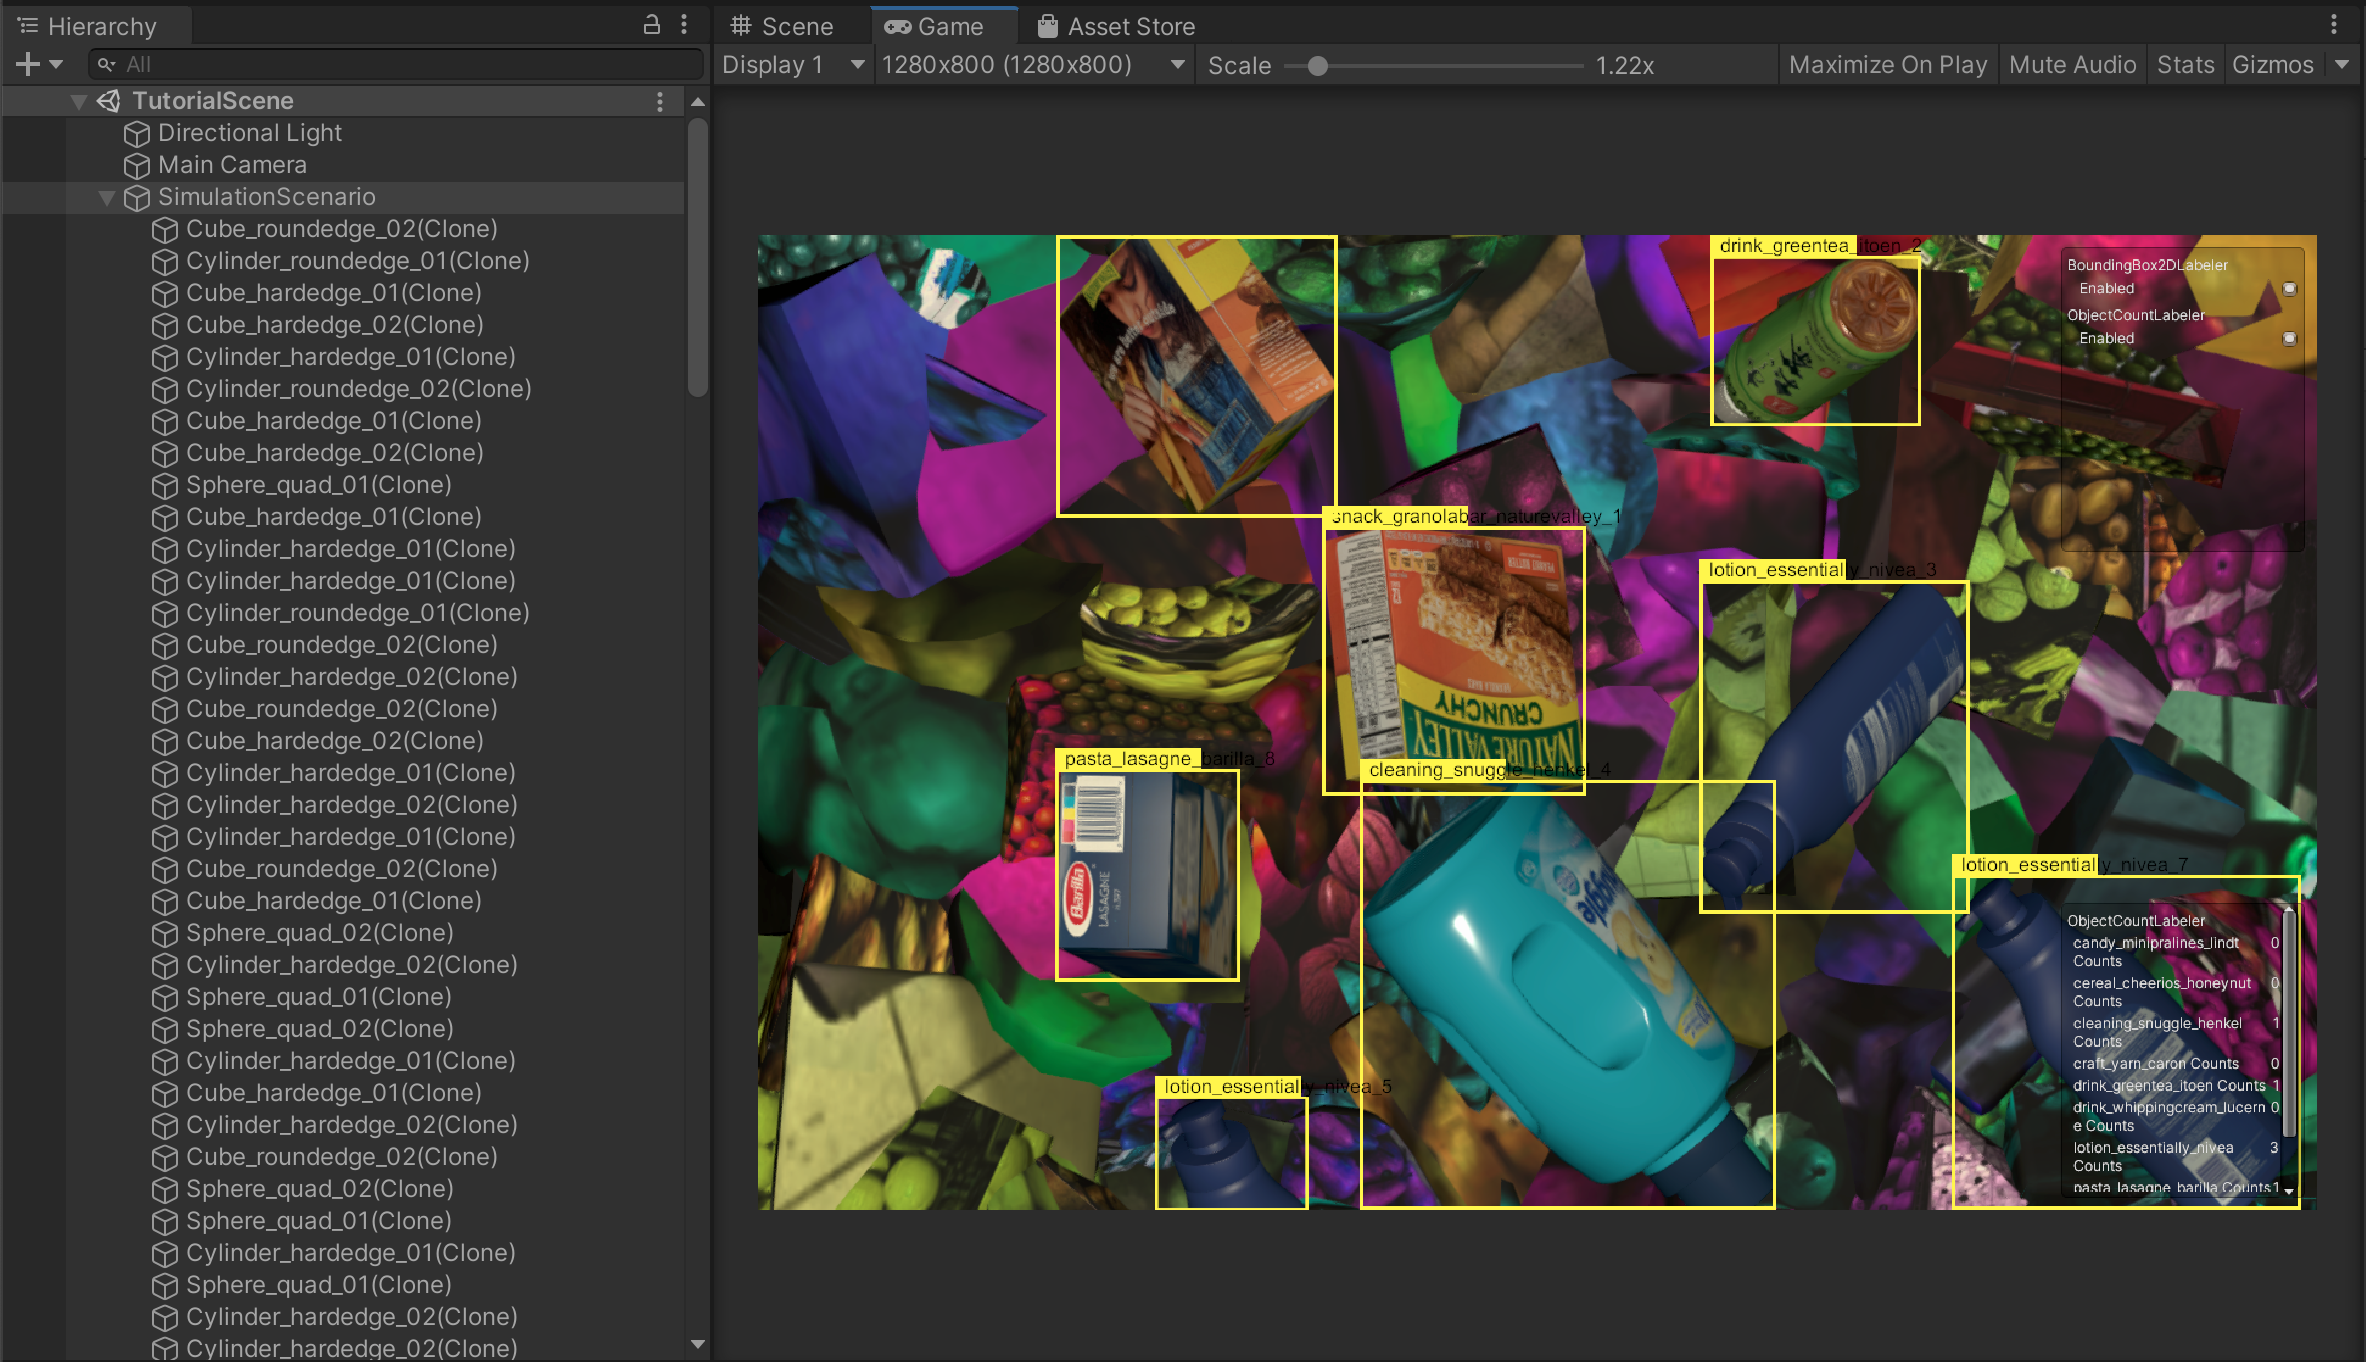 Hierarchy
All
TutorialScene
Directional Light
Main Camera
SimulationScenario
Cube_roundedge_02(Clone)
Cylinder_roundedge_01(Clone)
Cube_hardedge_01(Clone)
Cube_hardedge_02(Clone)
Cylinder_hardedge_01(Clone)
Cylinder_roundedge_02(Clone)
Cube_hardedge_01(Clone)
Cube_hardedge_02(Clone)
Sphere_quad_01(Clone)
Cube_hardedge_01(Clone)
Cylinder_hardedge_01(Clone)
Cylinder_hardedge_01(Clone)
Cylinder_roundedge_01(Clone)
Cube_roundedge_02(Clone)
Cylinder_hardedge_02(Clone)
Cube_roundedge_02(Clone)
Cube_hardedge_02(Clone)
Cylinder_hardedge_01(Clone)
Cylinder_hardedge_02(Clone)
Cylinder_hardedge_01(Clone)
Cube_roundedge_02(Clone)
Cube_hardedge_01(Clone)
Sphere_quad_02(Clone)
Cylinder_hardedge_02(Clone)
Sphere_quad_01(Clone)
Sphere_quad_02(Clone)
Cylinder_hardedge_01(Clone)
Cube_hardedge_01(Clone)
Cylinder_hardedge_02(Clone)
Cube_roundedge_02(Clone)
Sphere_quad_02(Clone)
Sphere_quad_01(Clone)
Cylinder_hardedge_01(Clone)
Sphere_quad_01(Clone)
Cylinder_hardedge_02(Clone)
Cylinder_hardedge_02(Clone)
Scene Game Asset Store
Display 1 1280x800 (1280x800) Scale 1.22x Maximize On Play Mute Audio Stats Gizmos
drink_greentea_itoen_2
BoundingBox2DLabeler
Enabled
ObjectCountLabeler
Enabled
snack_granolabar_naturevalley_1
PEANUT BUTTER
CRUNCHY
NATURE VALLEY
lotion_essentially_nivea_3
pasta_lasagne_barilla_8
Barilla
LASAGNE
cleaning_snuggle_henkel_4
Snuggle
lotion_essentially_nivea_7
lotion_essentially_nivea_5
ObjectCountLabeler
candy_minipralines_lindt 0
Counts
cereal_cheerios_honeynut 0
Counts
cleaning_snuggle_henkel 1
Counts
craft_yarn_caron Counts 0
drink_greentea_itoen Counts 1
drink_whippingcream_lucern 0
e Counts
lotion_essentially_nivea 3
Counts
pasta_lasagne_barilla Counts 1